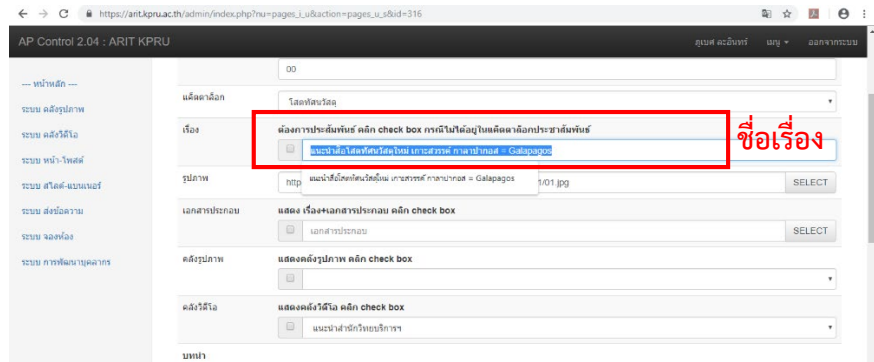 https://arit.kpru.ac.th/admin/index.php?nu=pages_i_u&action=pages_u_s&id=316
AP Control 2.04 : ARIT KPRU
สุเมศ ตะอินทร์ เมนู ออกจากระบบ
00
--- หน้าหลัก ---
ระบบ คลังรูปภาพ
ระบบ คลังวีดีโอ
ระบบ หน้า-โพสต์
ระบบ สไลด์-แบนเนอร์
ระบบ ส่งข้อความ
ระบบ จองห้อง
ระบบ การพัฒนาบุคลากร
แค็ตตาล็อก
โสตทัศนวัสดุ
เรื่อง
ต้องการประสัมพันธ์ คลิก check box กรณีไม่ได้อยู่ในแค็ตตาล็อกประชาสัมพันธ์
แนะนำสื่อโสตทัศนวัสดุใหม่ เกาะสวรรค์ กาลาปากอส = Galapagos
ชื่อเรื่อง
แนะนำสื่อโสตทัศนวัสดุใหม่ เกาะสวรรค์ กาลาปากอส = Galapagos
รูปภาพ
http 1/01.jpg SELECT
เอกสารประกอบ
แสดง เรื่อง+เอกสารประกอบ คลิก check box
เอกสารประกอบ SELECT
คลังรูปภาพ
แสดงคลังรูปภาพ คลิก check box
คลังวีดีโอ
แสดงคลังวีดีโอ คลิก check box
แนะนำสำนักวิทยบริการฯ
บทนำ